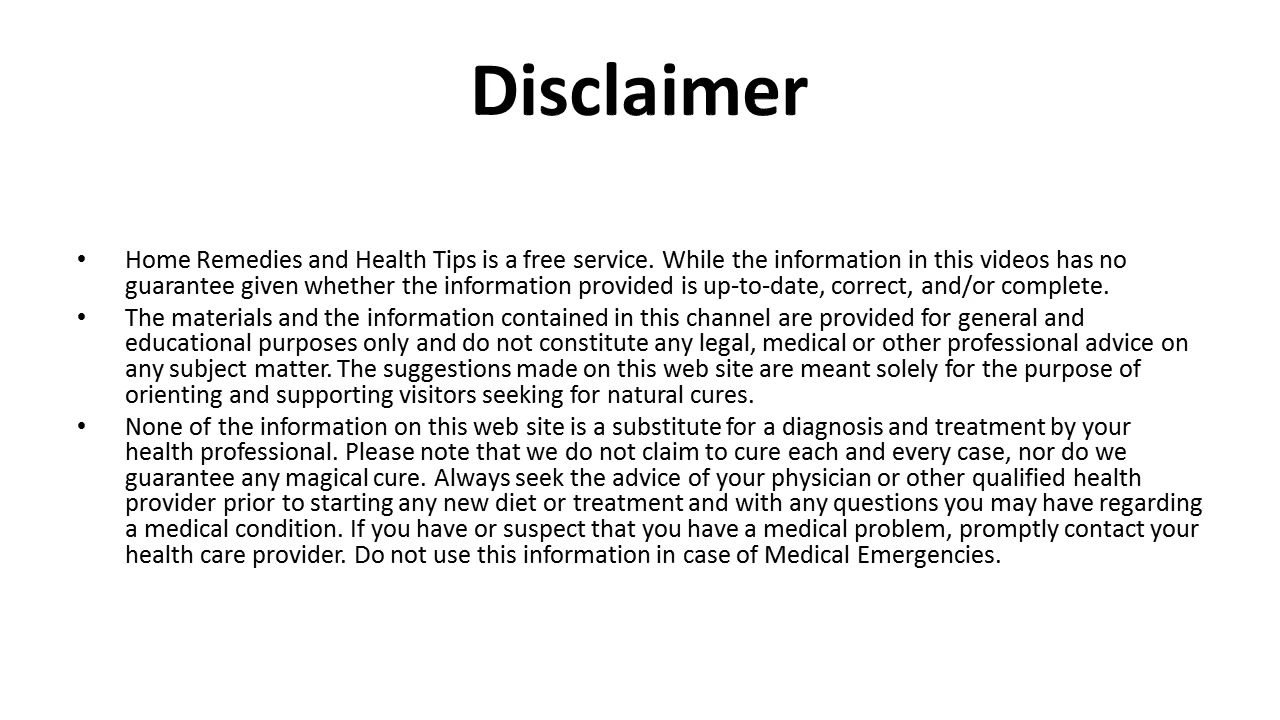 Disclaimer
• Home Remedies and Health Tips is a free service. While the information in this videos has no
guarantee given whether the information provided is up-to-date, correct, and/or complete.
• The materials and the information contained in this channel are provided for general and
educational purposes only and do not constitute any legal, medical or other professional advice on
any subject matter. The suggestions made on this web site are meant solely for the purpose of
orienting and supporting visitors seeking for natural cures.
• None of the information on this web site is a substitute for a diagnosis and treatment by your
health professional. Please note that we do not claim to cure each and every case, nor do we
guarantee any magical cure. Always seek the advice of your physician or other qualified health
provider prior to starting any new diet or treatment and with any questions you may have regarding
a medical condition. If you have or suspect that you have a medical problem, promptly contact your
health care provider. Do not use this information in case of Medical Emergencies.